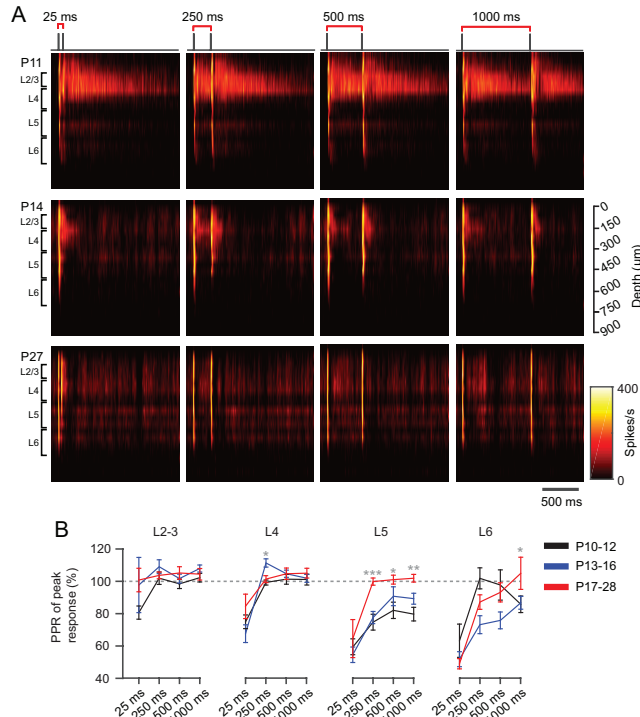 A
25 ms
250 ms
500 ms
1000 ms
P11
L2/3
L4
L5
L6
P14
L2/3
L4
L5
L6
0
150
300
450
600
750
900
Depth (um)
P27
L2/3
L4
L5
L6
400
200
0
Spikes/s
500 ms
B
L2-3
L4
L5
L6
PPR of peak
response (%)
120
100
80
60
40
*
***
*
**
*
P10-12
P13-16
P17-28
25 ms
250 ms
500 ms
1000 ms
25 ms
250 ms
500 ms
1000 ms
25 ms
250 ms
500 ms
1000 ms
25 ms
250 ms
500 ms
1000 ms